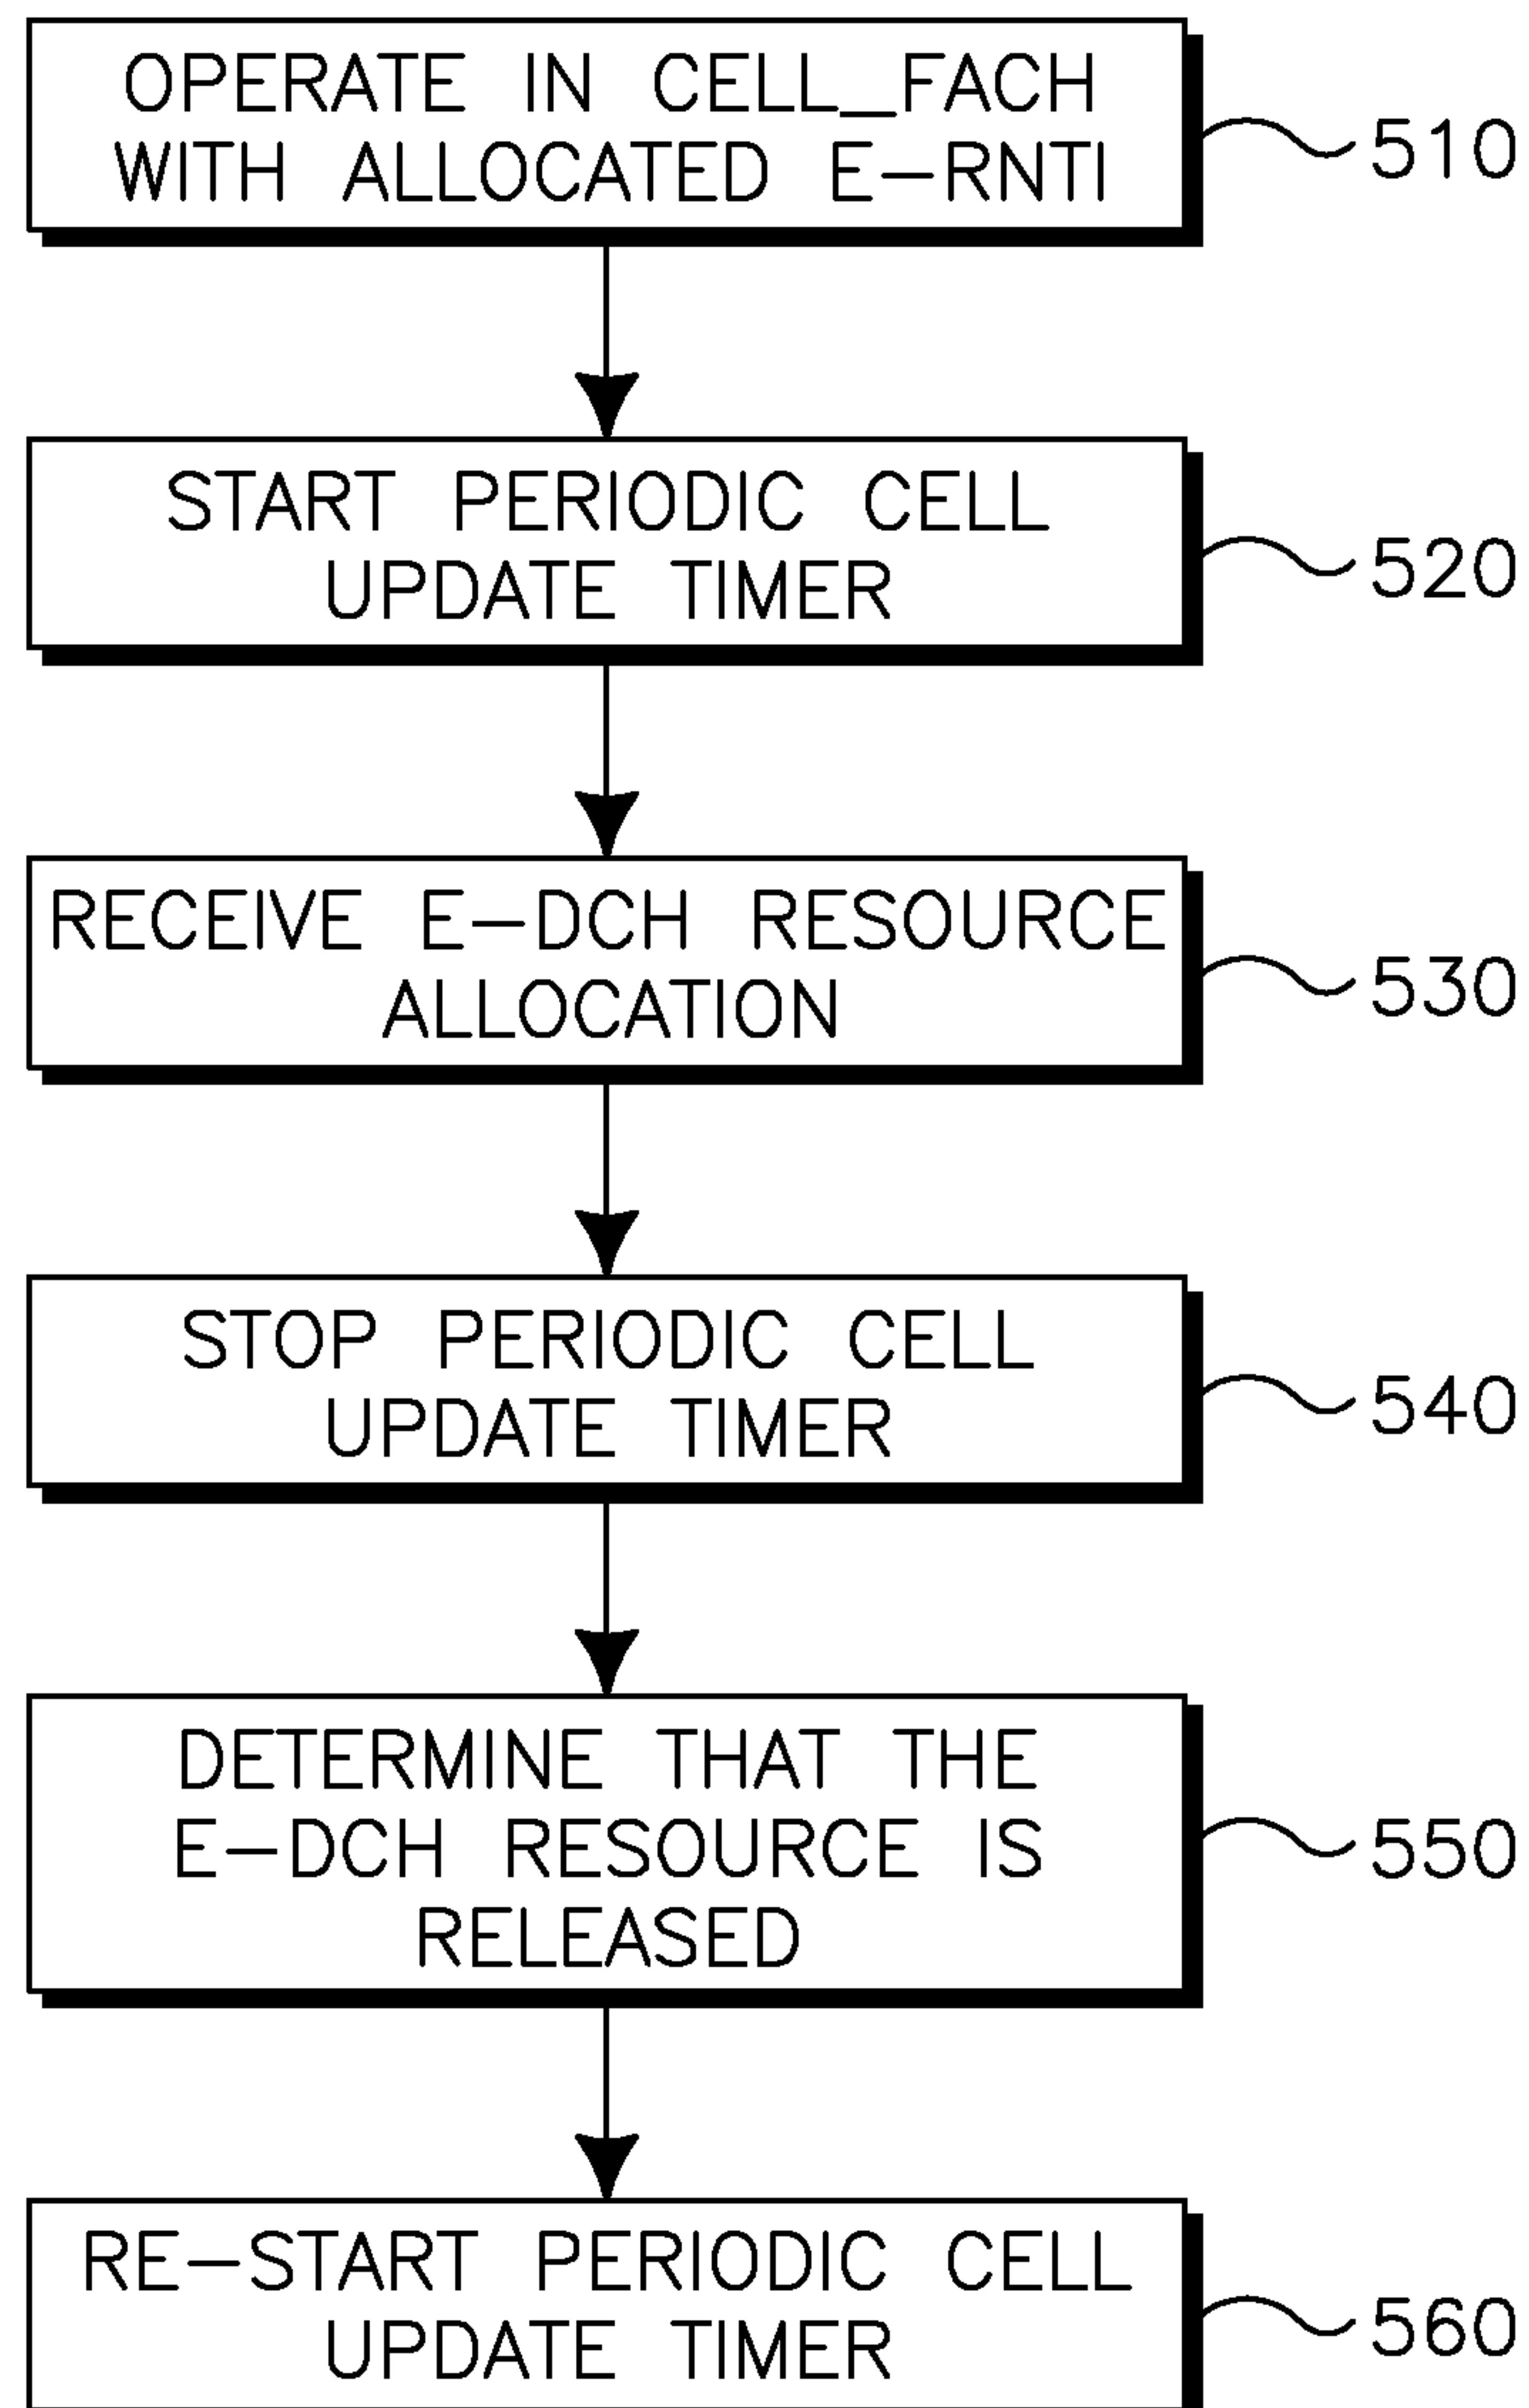 OPERATE IN CELL_FACH
WITH ALLOCATED E-RNTI
510
START PERIODIC CELL
UPDATE TIMER
520
RECEIVE E-DCH RESOURCE
ALLOCATION
530
STOP PERIODIC CELL
UPDATE TIMER
540
DETERMINE THAT THE
E-DCH RESOURCE IS
RELEASED
550
RE-START PERIODIC CELL
UPDATE TIMER
560